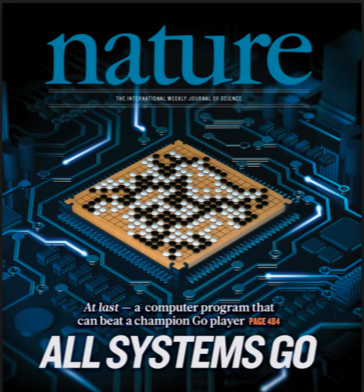 nature
THE INTERNATIONAL WEEKLY JOURNAL OF SCIENCE
At last — a computer program that
can beat a champion Go player PAGE 484
ALL SYSTEMS GO